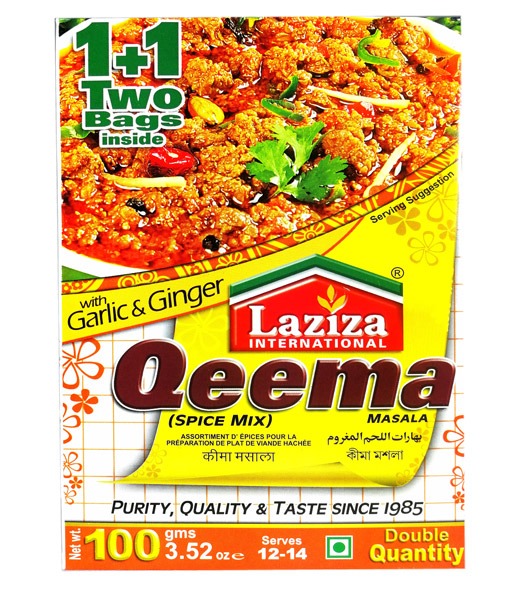 1+1
Two
Bags
inside
Serving Suggestion
with
Garlic & Ginger
®
Laziza
INTERNATIONAL
Qeema
(SPICE MIX)
MASALA
ASSORTIMENT D' ÉPICES POUR LA
PRÉPARATION DE PLAT DE VIANDE HACHÉE
بهارات اللحم المفروم
कीमा मसाला
কীমা মশলা
PURITY, QUALITY & TASTE SINCE 1985
Net wt. 100 gms
3.52 oz e
Serves
12-14
Double
Quantity